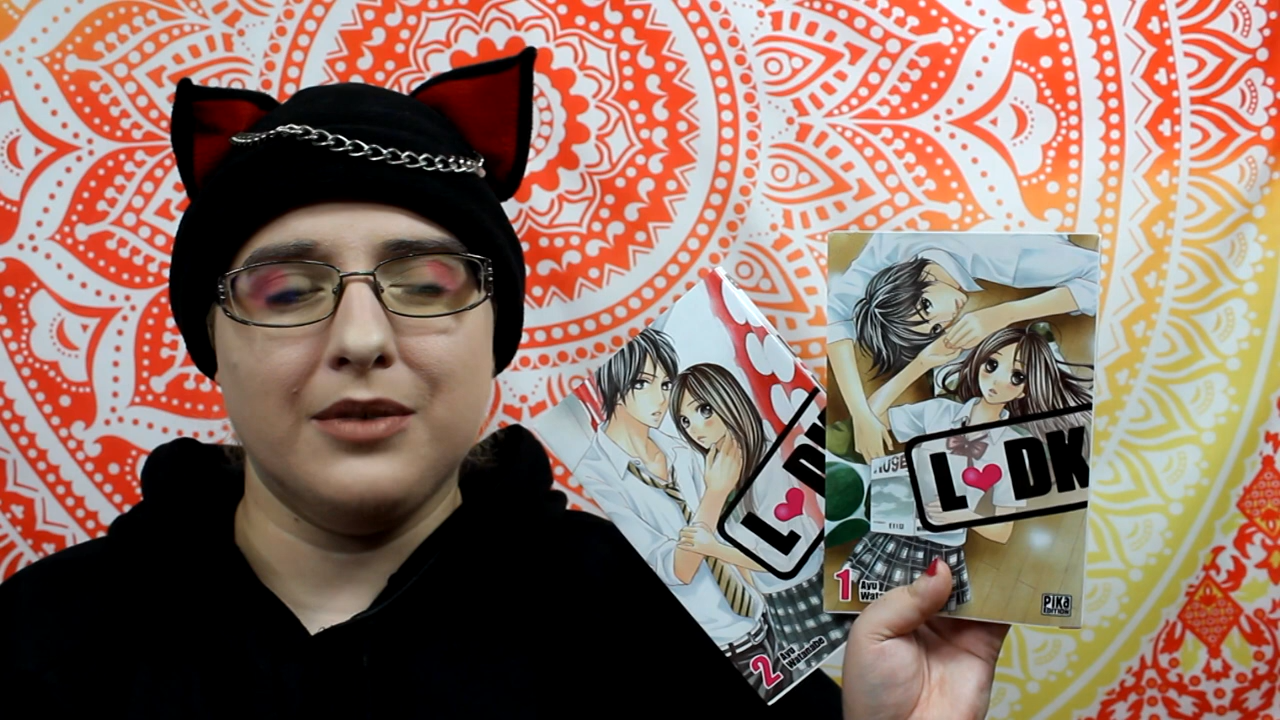 L♥DK
2
Ayu
Watanabe
L♥DK
1
Ayu
PIKA
EDITION